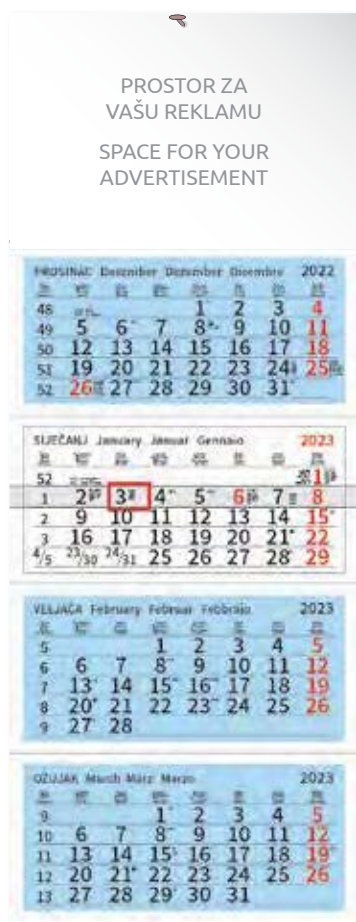 PROSTOR ZA
VAŠU REKLAMU
SPACE FOR YOUR
ADVERTISEMENT
PROSINAC December Dezember Dicembre 2022
48 1 2 3 4
49 5 6 7 8 9 10 11
50 12 13 14 15 16 17 18
51 19 20 21 22 23 24 25
52 26 27 28 29 30 31
SIJEČANJ January Januar Gennaio 2023
52 1
1 2 3 4 5 6 7 8
2 9 10 11 12 13 14 15
3 16 17 18 19 20 21 22
4/5 23/30 24/31 25 26 27 28 29
VELJAČA February Februar Febbraio 2023
5 1 2 3 4 5
6 6 7 8 9 10 11 12
7 13 14 15 16 17 18 19
8 20 21 22 23 24 25 26
9 27 28
OŽUJAK March März Marzo 2023
9 1 2 3 4 5
10 6 7 8 9 10 11 12
11 13 14 15 16 17 18 19
12 20 21 22 23 24 25 26
13 27 28 29 30 31